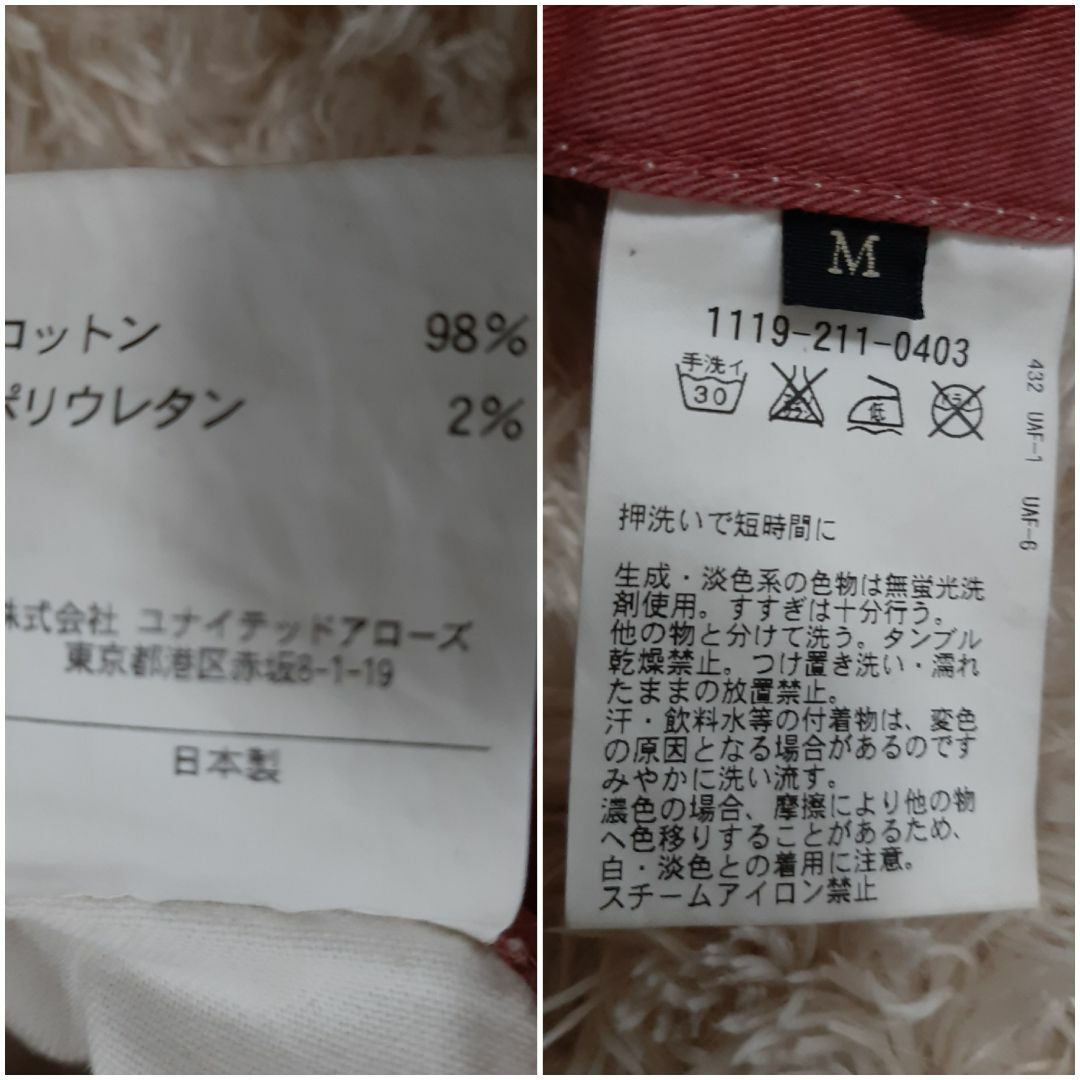 コットン 98%
ポリウレタン 2%
株式会社 ユナイテッドアローズ
東京都港区赤坂8-1-19
日本製
M
1119-211-0403
手洗イ
30
低
432 UAF-1 UAF-6
押洗いで短時間に
生成・淡色系の色物は無蛍光洗
剤使用。すすぎは十分行う。
他の物と分けて洗う。タンブル
乾燥禁止。つけ置き洗い・濡れ
たままの放置禁止。
汗・飲料水等の付着物は、変色
の原因となる場合があるのです
みやかに洗い流す。
濃色の場合、摩擦により他の物
へ色移りすることがあるため、
白・淡色との着用に注意。
スチームアイロン禁止